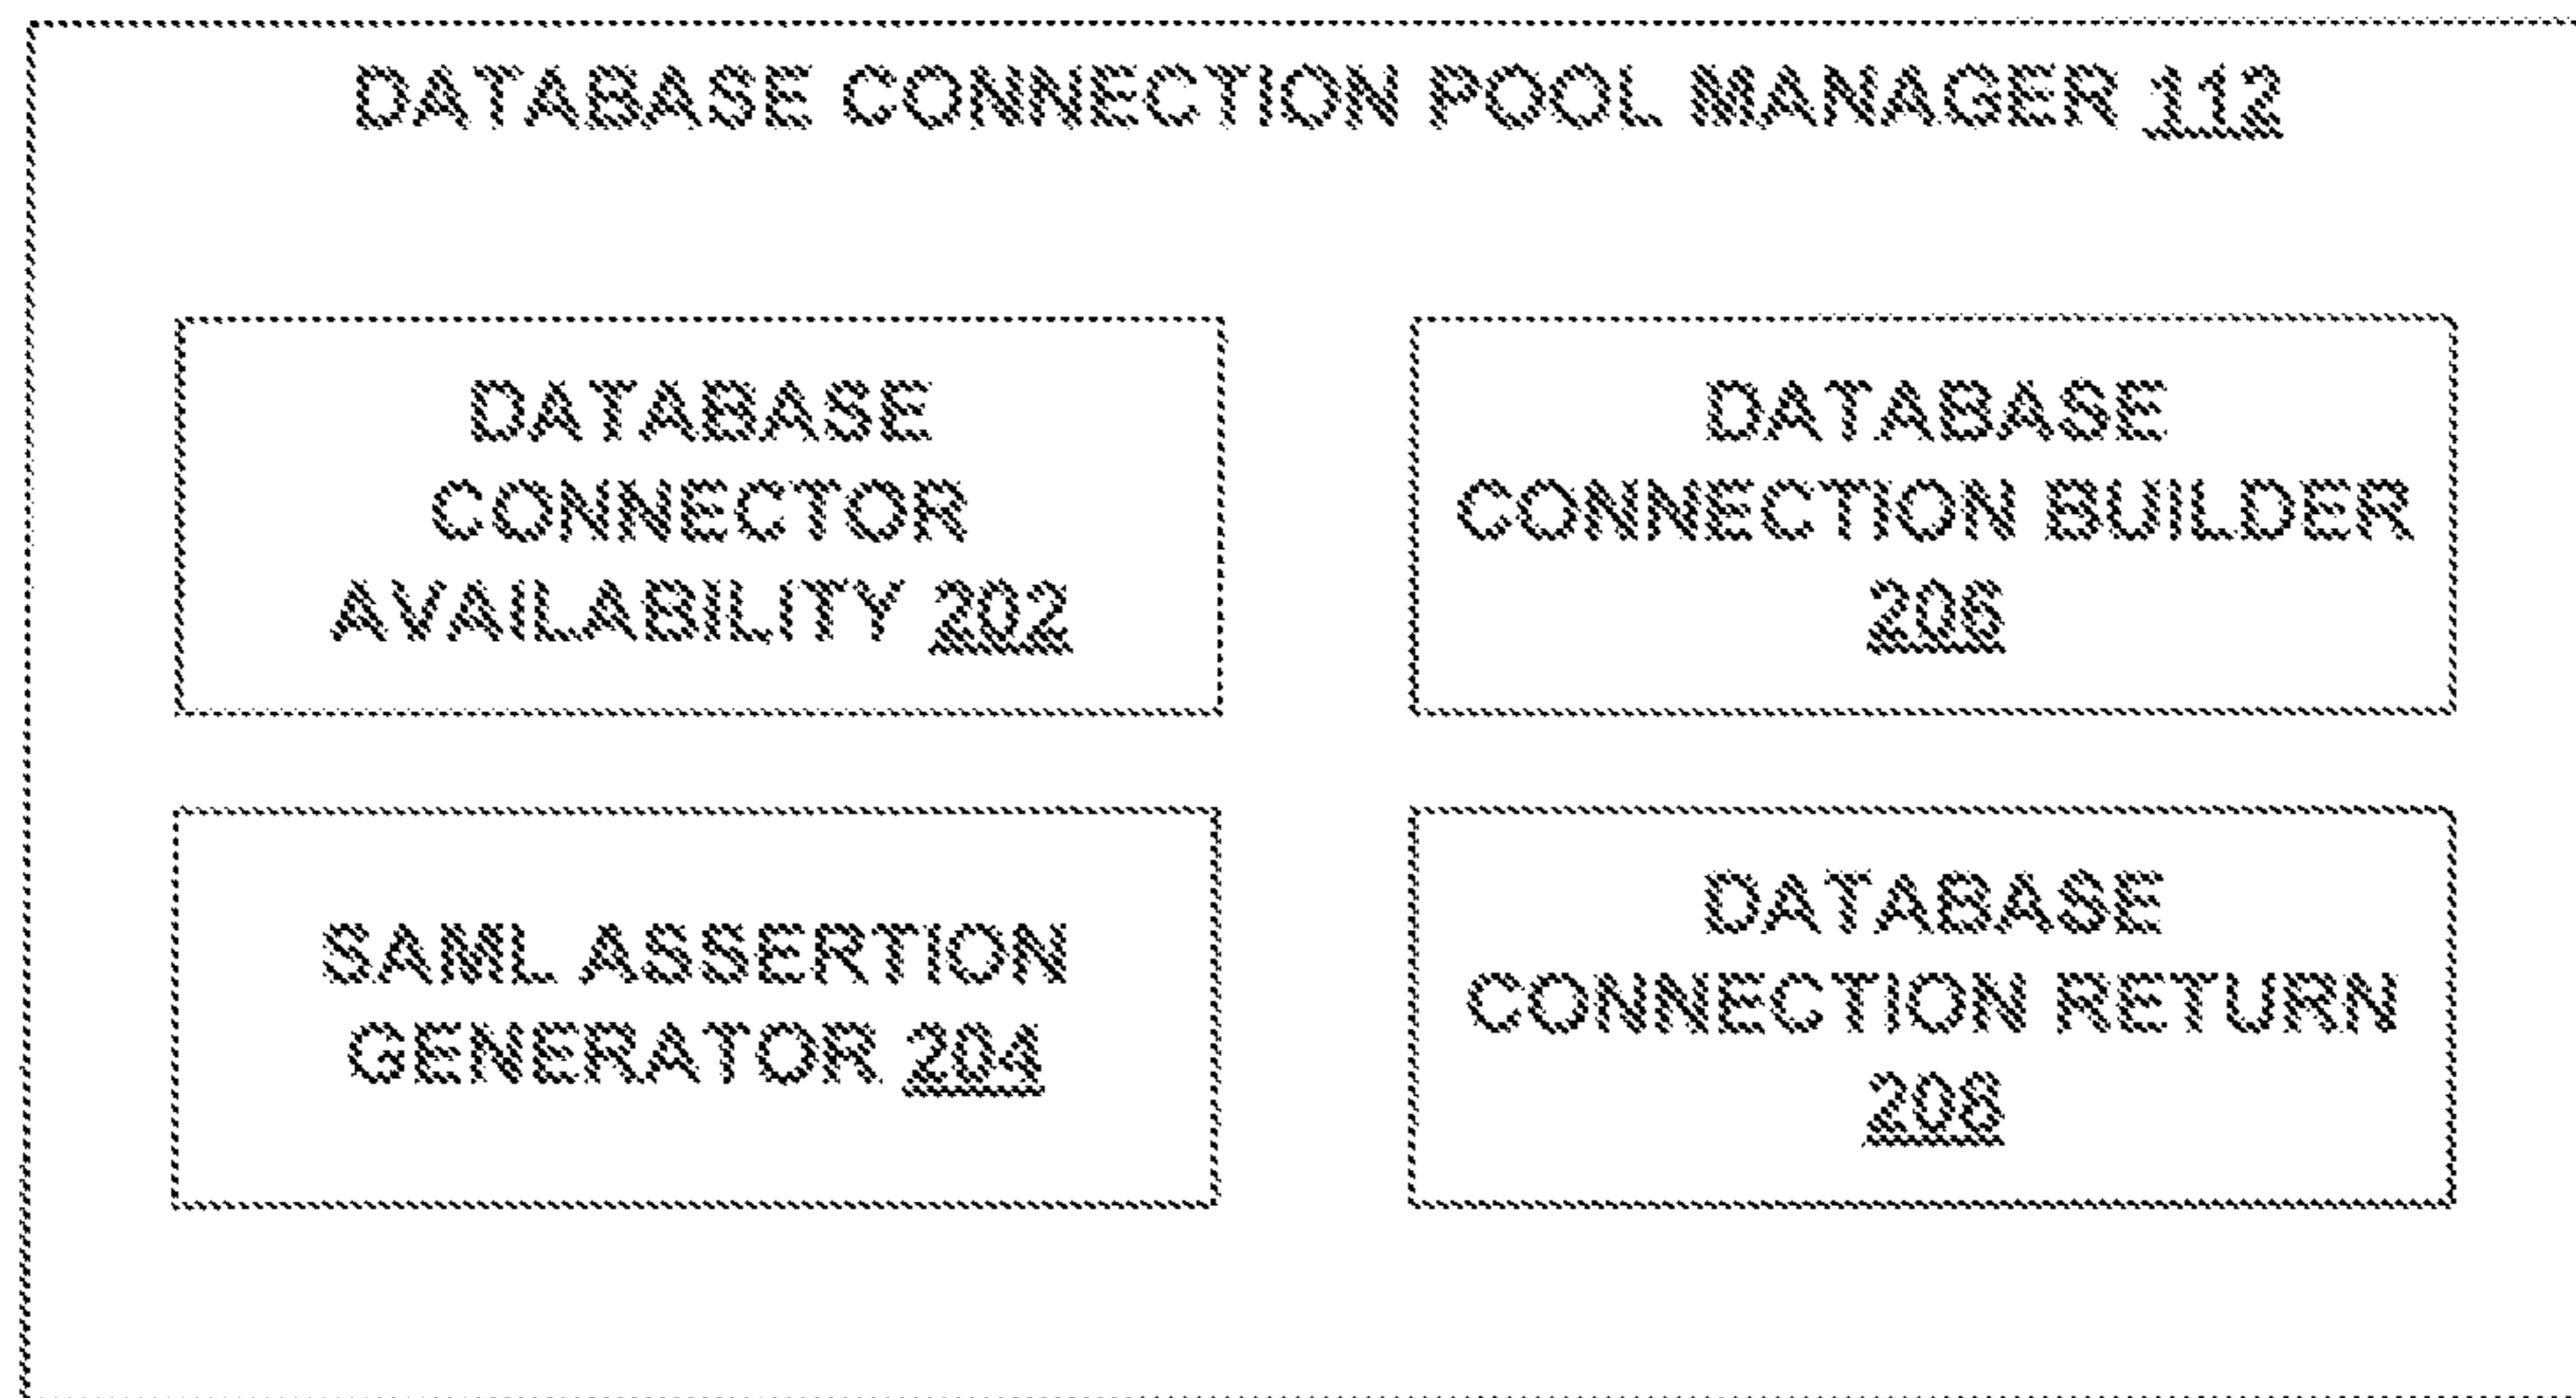 DATABASE CONNECTION POOL MANAGER 112
DATABASE
CONNECTOR
AVAILABILITY 202
DATABASE
CONNECTION BUILDER
206
SAML ASSERTION
GENERATOR 204
DATABASE
CONNECTION RETURN
208